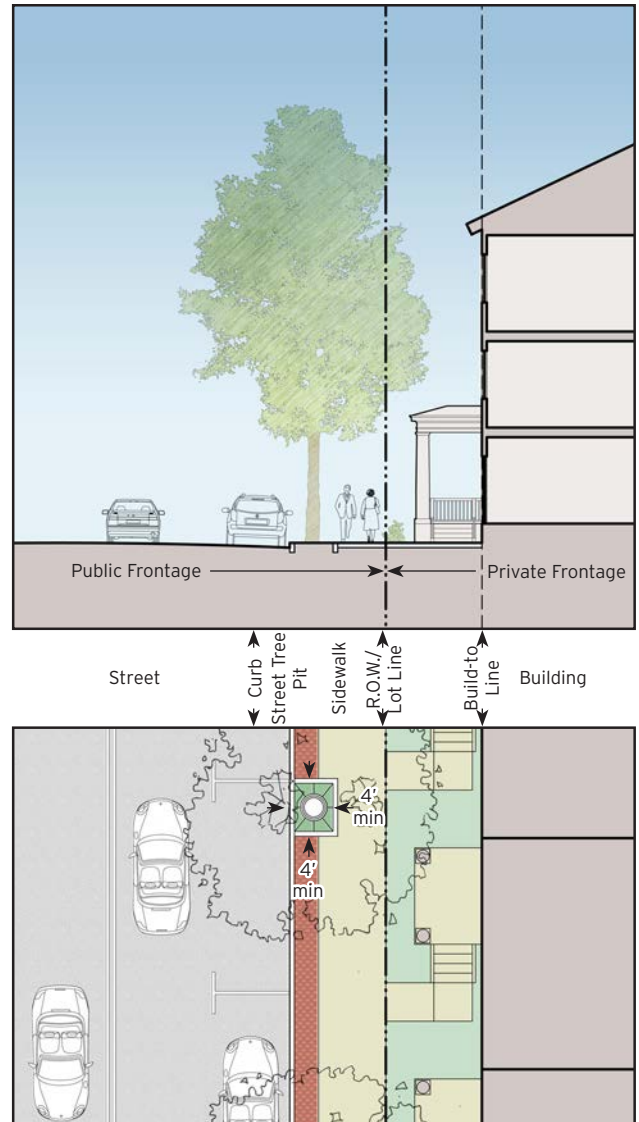 Public Frontage
Private Frontage
Street
Curb
Street Tree
Pit
Sidewalk
R.O.W./
Lot Line
Build-to
Line
Building
4'
min
4'
min